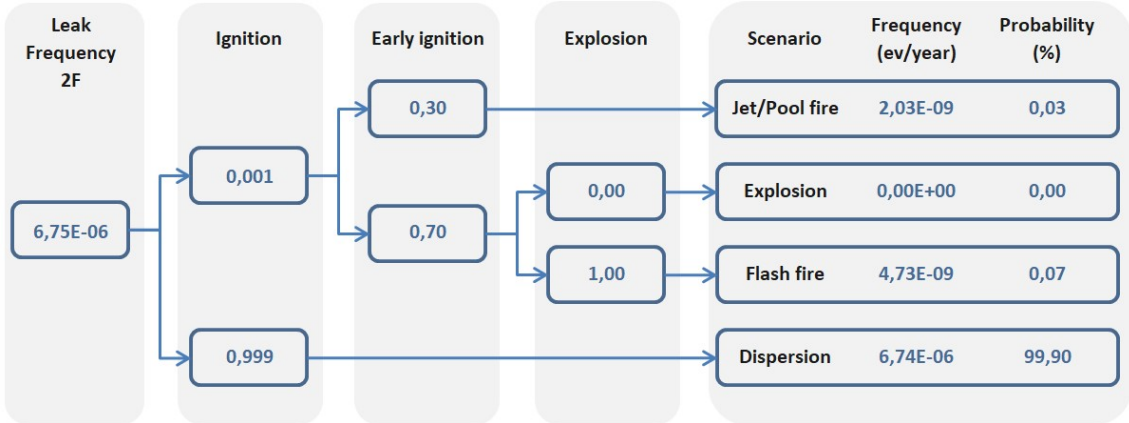 Leak
Frequency
2F
Ignition
Early ignition
Explosion
Scenario
Frequency
(ev/year)
Probability
(%)
0,30
Jet/Pool fire
2,03E-09
0,03
0,001
0,00
Explosion
0,00E+00
0,00
6,75E-06
0,70
1,00
Flash fire
4,73E-09
0,07
0,999
Dispersion
6,74E-06
99,90